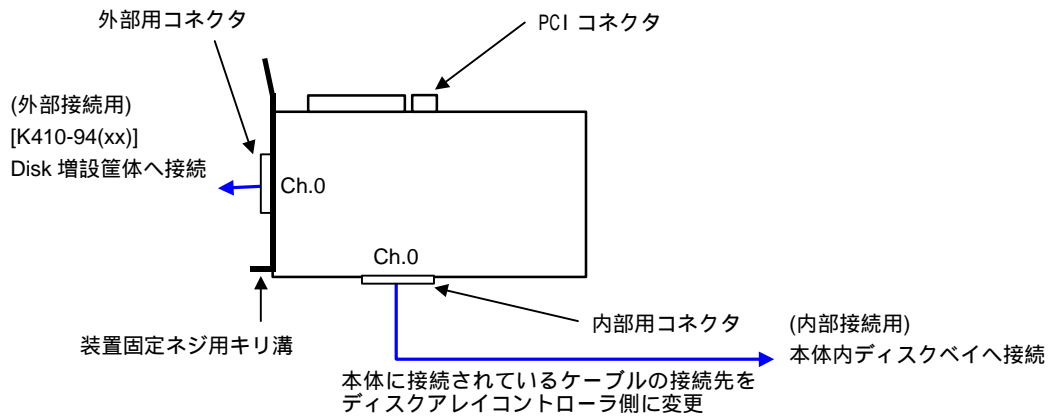 外部用コネクタ
PCI コネクタ
(外部接続用)
[K410-94(xx)]
Disk 増設筐体へ接続
Ch.0
Ch.0
内部用コネクタ
(内部接続用)
装置固定ネジ用キリ溝
本体内ディスクベイへ接続
本体に接続されているケーブルの接続先を
ディスクアレイコントローラ側に変更